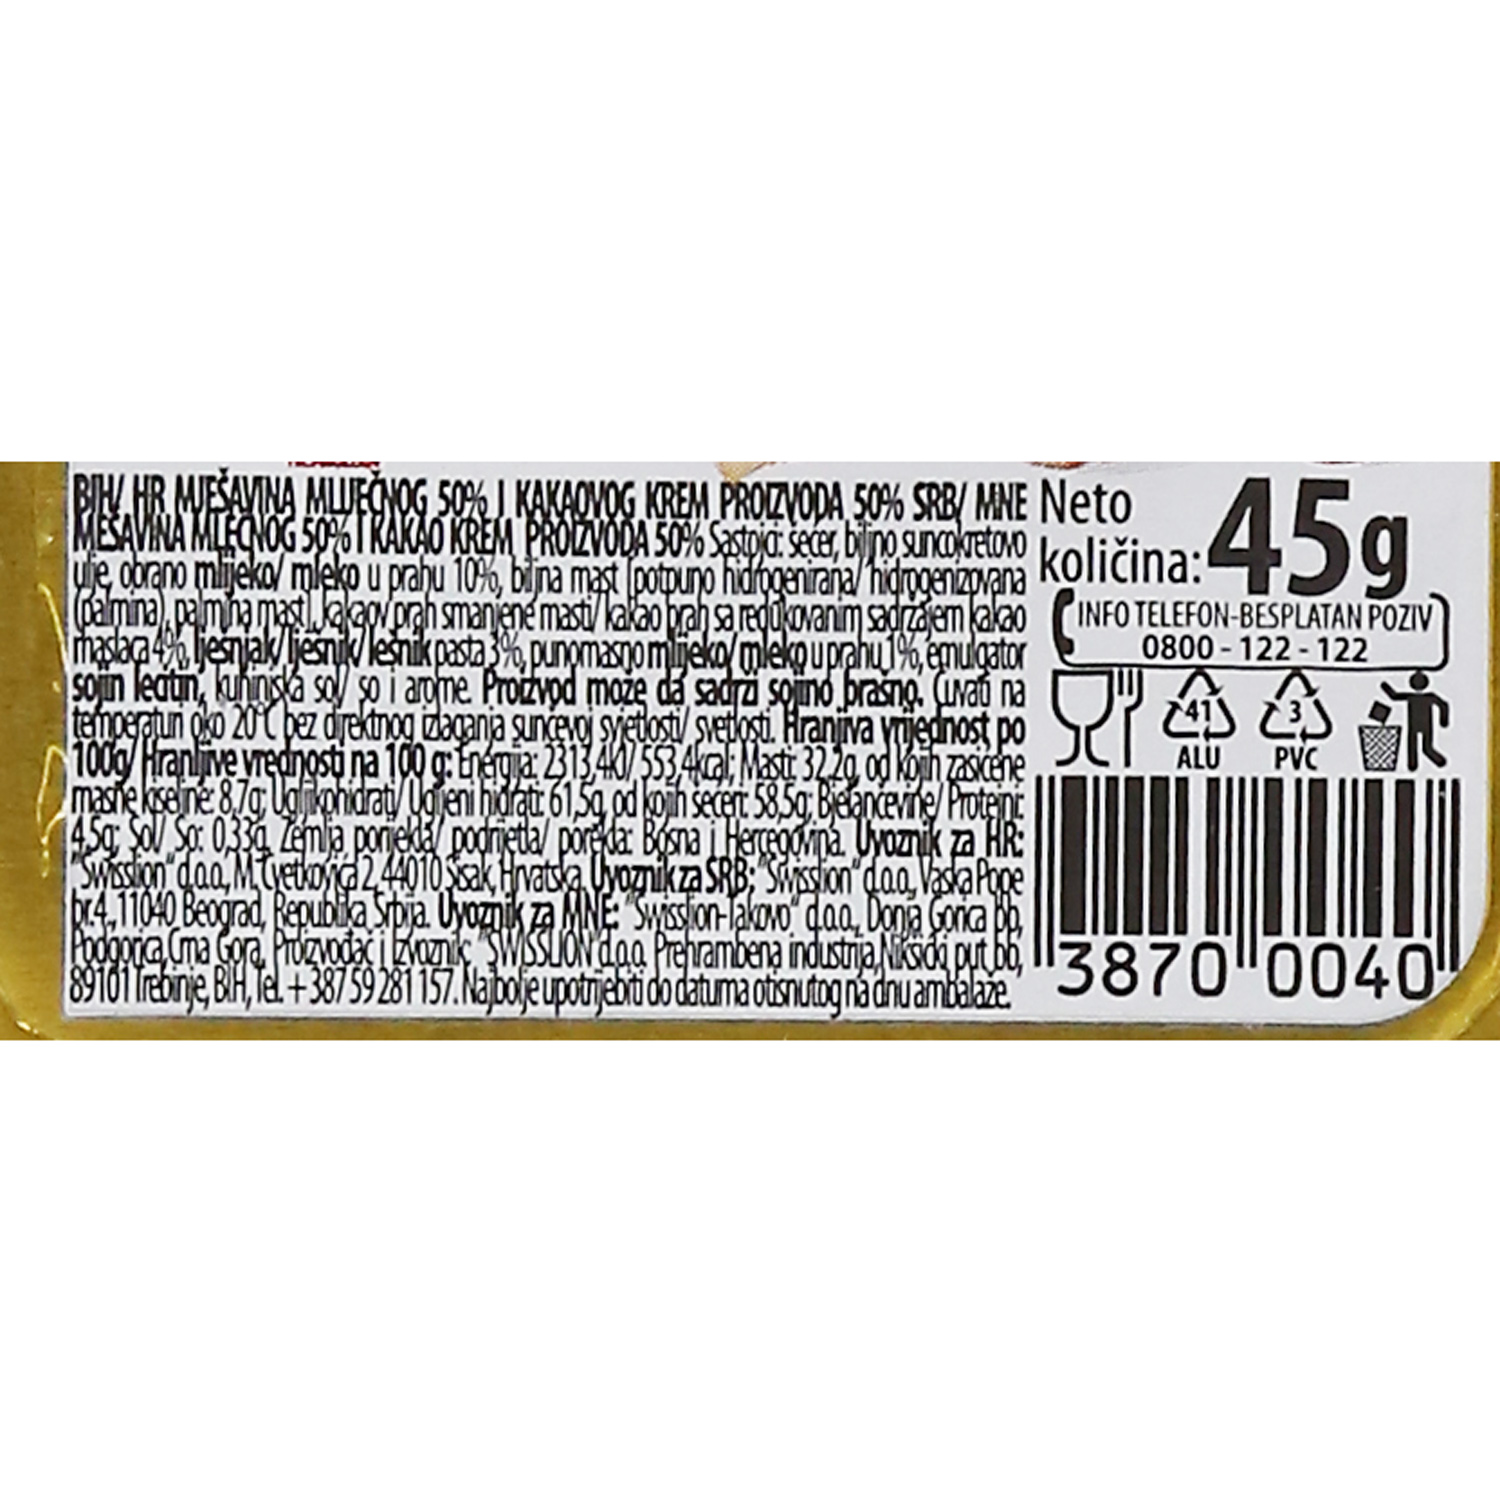 BIH/ HR MJEŠAVINA MLIJEČNOG 50% I KAKAOVOG KREM PROIZVODA 50% SRB/ MNE
MEŠAVINA MLEČNOG 50% I KAKAO KREM PROIZVODA 50% Sastojci: šećer, biljno suncokretovo
ulje, obrano mlijeko/ mleko u prahu 10%, biljna mast [potpuno hidrogenirana/ hidrogenizovana
(palmina), palmina mast], kakaov prah smanjene masti/ kakao prah sa redukovanim sadržajem kakao
maslaca 4%, lješnjak/ lješnik/ lešnik pasta 3%, punomasno mlijeko/ mleko u prahu 1%, emulgator
sojin lecitin, kuhinjska sol/ so i arome. Proizvod može da sadrži sojino brašno. Čuvati na
temperaturi oko 20°C bez direktnog izlaganja sunčevoj svjetlosti/ svetlosti. Hranjiva vrijednost po
100g/ Hranljive vrednosti na 100 g: Energija: 2313,4kJ/ 553,4kcal; Masti: 32,2g, od kojih zasićene
masne kiseline: 8,7g; Ugljikohidrati/ Ugljeni hidrati: 61,5g, od kojih šećeri: 58,5g; Bjelančevine/ Proteini:
4,5g; Sol/ So: 0,33g. Zemlja porijekla/ podrijetla/ porekla: Bosna i Hercegovina. Uvoznik za HR:
"Swisslion" d.o.o., M. Cvetkovića 2, 44010 Sisak, Hrvatska. Uvoznik za SRB: "Swisslion" d.o.o., Vaska Pope
br.4, 11040 Beograd, Republika Srbija. Uvoznik za MNE: "Swisslion-Takovo" d.o.o., Donja Gorica bb,
Podgorica, Crna Gora. Proizvođač i Izvoznik: "SWISSLION" d.o.o. Prehrambena industrija, Nikšićki put bb,
89101 Trebinje, BiH, Tel. +387 59 281 157. Najbolje upotrijebiti do datuma otisnutog na dnu ambalaže.
Neto
količina: 45g
INFO TELEFON-BESPLATAN POZIV
0800 - 122 - 122
41 3
ALU PVC
3870 0040